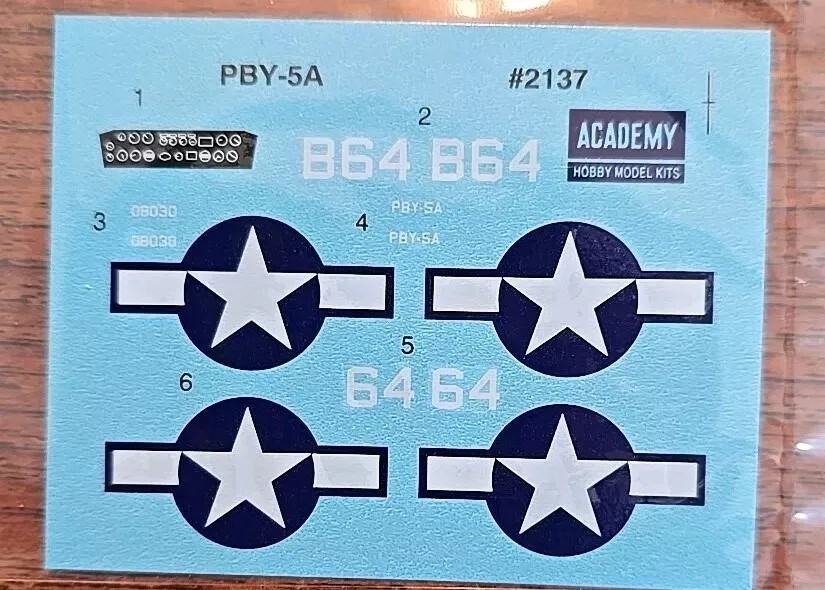 PBY-5A #2137
1
2
B64 B64
ACADEMY
HOBBY MODEL KITS
3
08030
08030
4
PBY-5A
PBY-5A
5
64 64
6